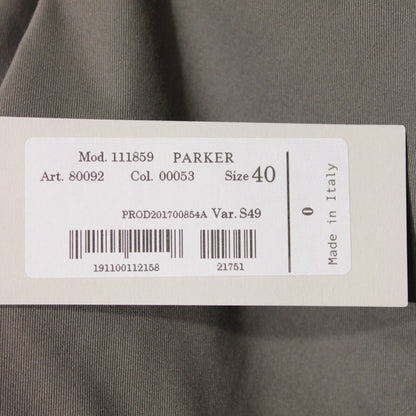 Mod. 111859 PARKER
Art. 80092 Col. 00053 Size 40
PROD201700854A Var. S49
191100112158 21751
0
Made in Italy